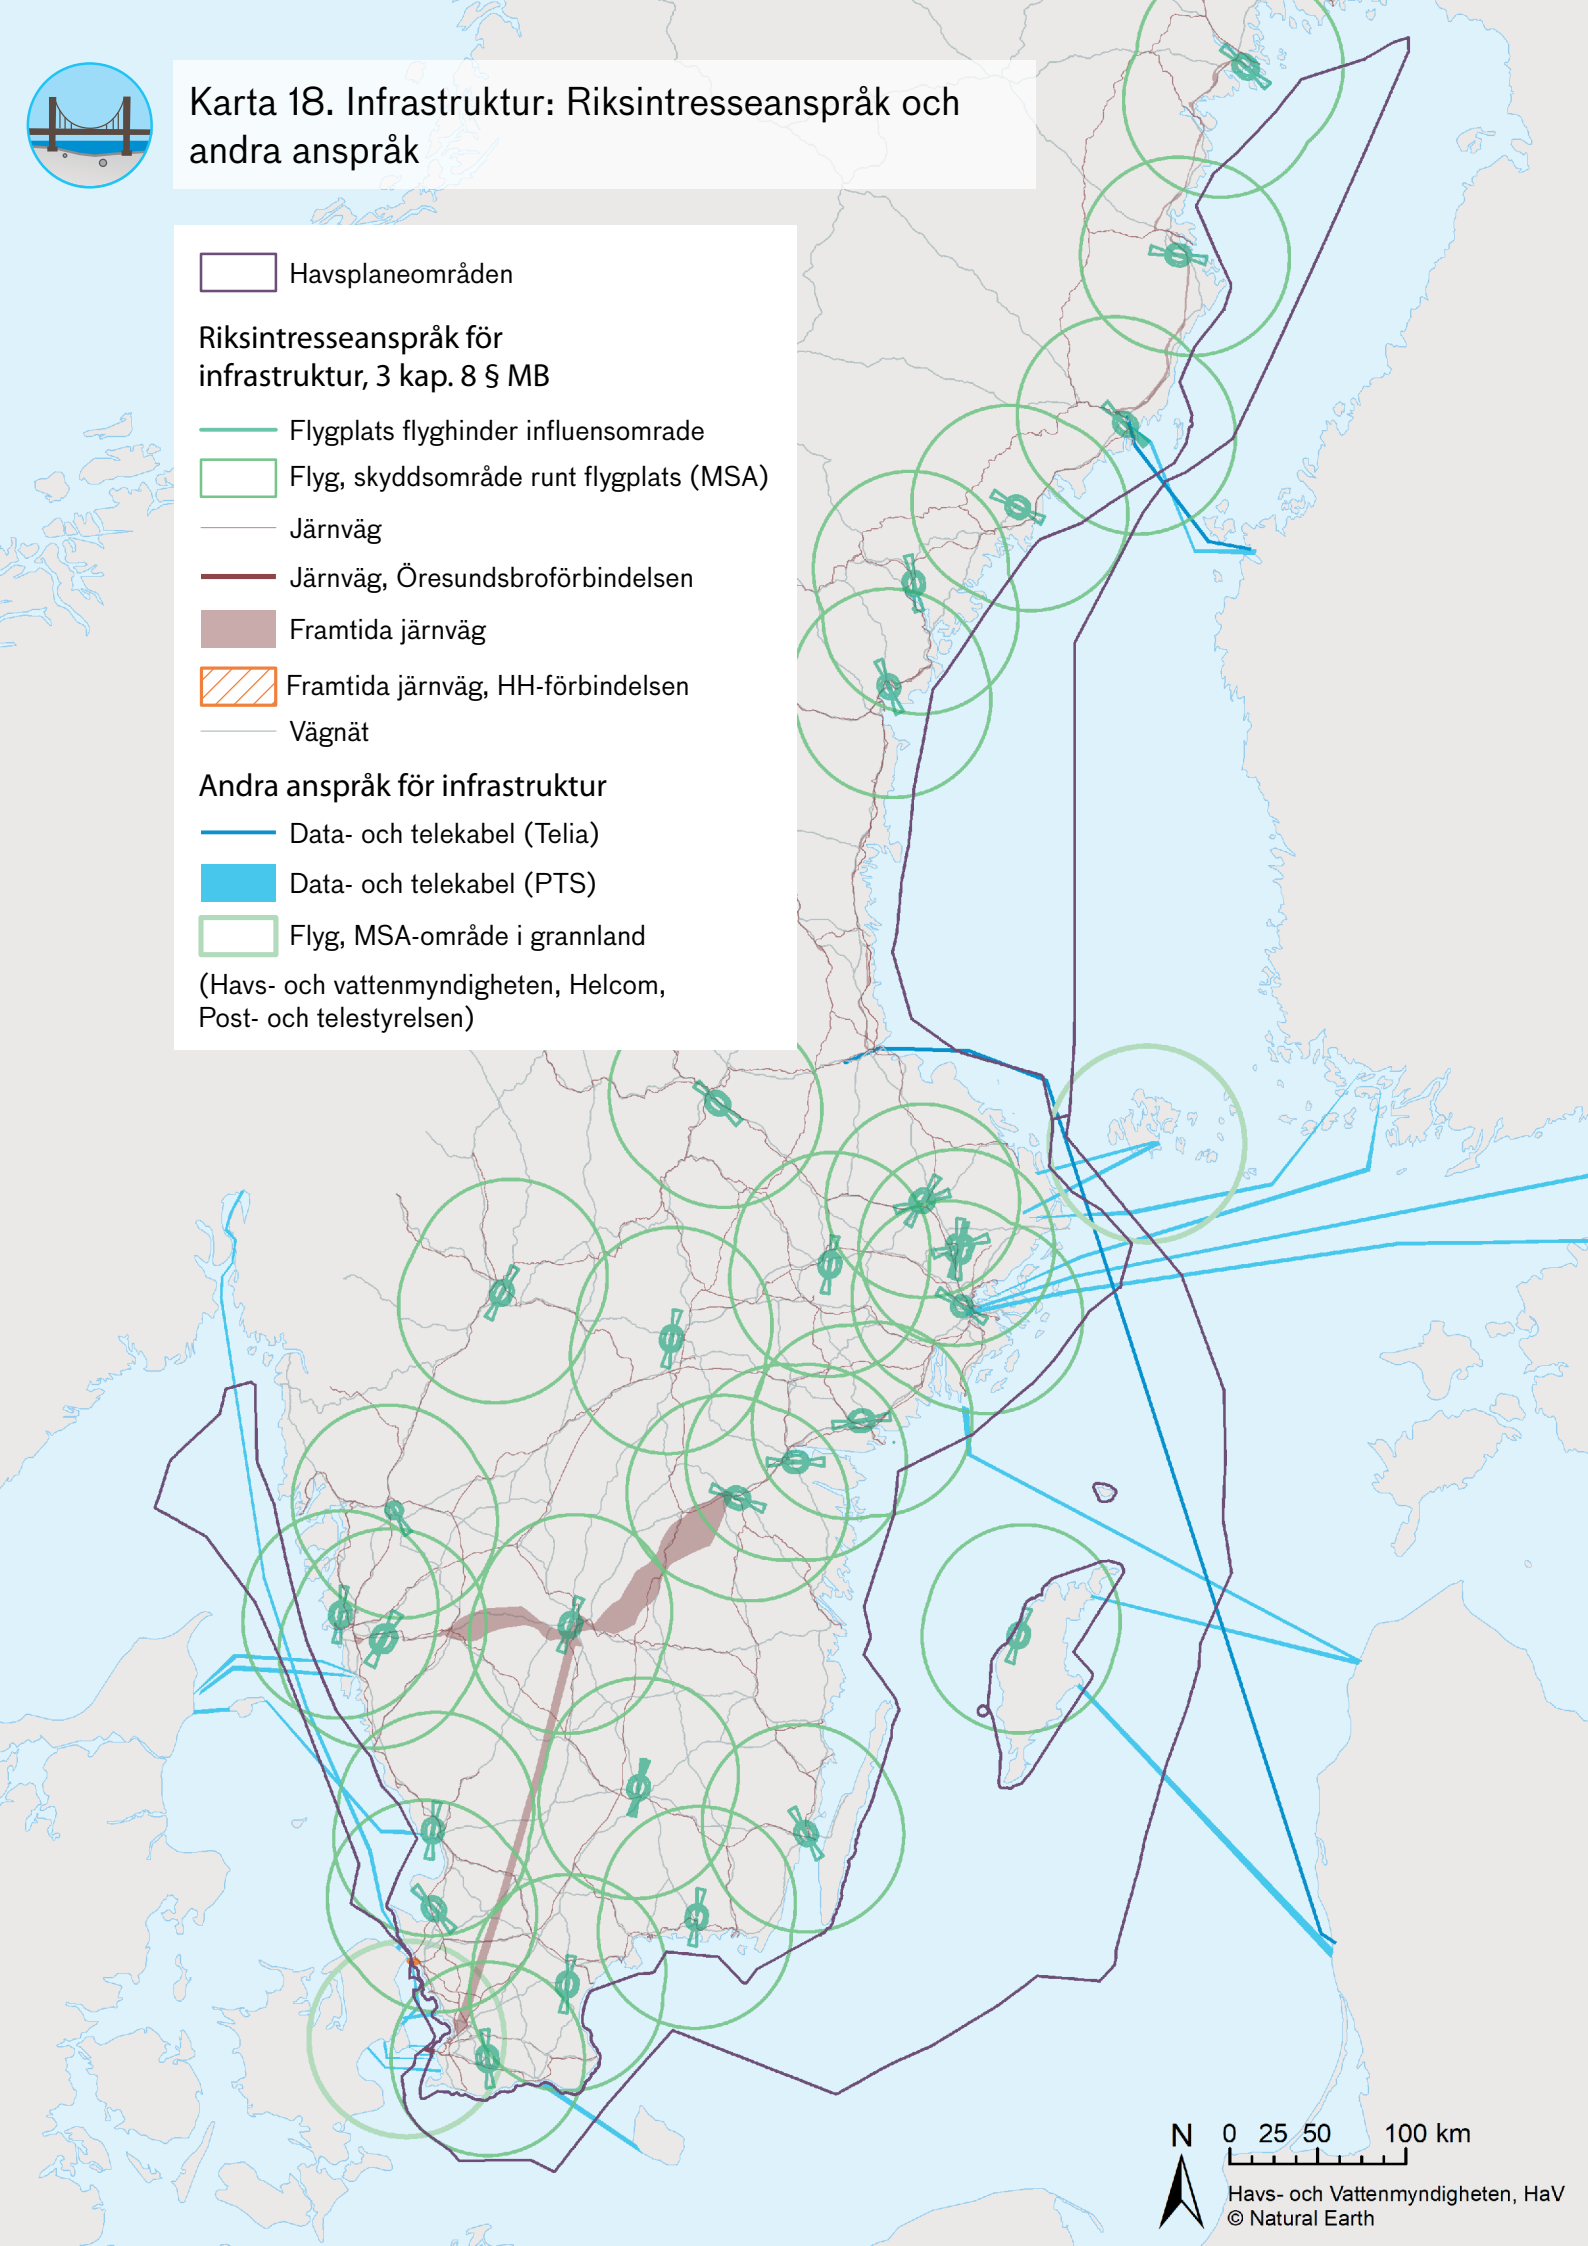 Karta 18. Infrastruktur: Riksintresseanspråk och
andra anspråk
Havsplaneområden
Riksintresseanspråk för
infrastruktur, 3 kap. 8 § MB
Flygplats flyghinder influensomrade
Flyg, skyddsområde runt flygplats (MSA)
Järnväg
Järnväg, Öresundsbroförbindelsen
Framtida järnväg
Framtida järnväg, HH-förbindelsen
Vägnät
Andra anspråk för infrastruktur
Data- och telekabel (Telia)
Data- och telekabel (PTS)
Flyg, MSA-område i grannland
(Havs- och vattenmyndigheten, Helcom,
Post- och telestyrelsen)
N 0 25 50 100 km
Havs- och Vattenmyndigheten, HaV
© Natural Earth